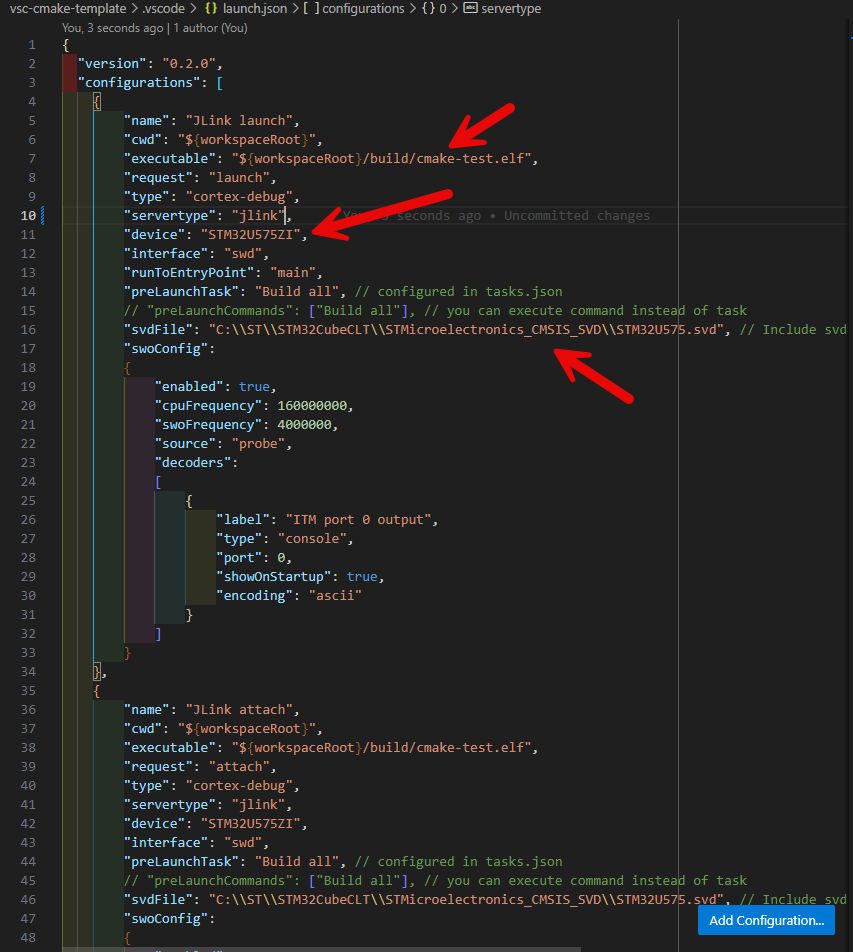 vsc-cmake-template > .vscode > {} launch.json > [ ] configurations > {} 0 > abc servertype
You, 3 seconds ago | 1 author (You)
1 {
2 "version": "0.2.0",
3 "configurations": [
4 {
5 "name": "JLink launch",
6 "cwd": "${workspaceRoot}",
7 "executable": "${workspaceRoot}/build/cmake-test.elf",
8 "request": "launch",
9 "type": "cortex-debug",
10 "servertype": "jlink", seconds ago • Uncommitted changes
11 "device": "STM32U575ZI",
12 "interface": "swd",
13 "runToEntryPoint": "main",
14 "preLaunchTask": "Build all", // configured in tasks.json
15 // "preLaunchCommands": ["Build all"], // you can execute command instead of task
16 "svdFile": "C:\\ST\\STM32CubeCLT\\STMicroelectronics_CMSIS_SVD\\STM32U575.svd", // Include svd
17 "swoConfig":
18 {
19 "enabled": true,
20 "cpuFrequency": 160000000,
21 "swoFrequency": 4000000,
22 "source": "probe",
23 "decoders":
24 [
25 {
26 "label": "ITM port 0 output",
27 "type": "console",
28 "port": 0,
29 "showOnStartup": true,
30 "encoding": "ascii"
31 }
32 ]
33 }
34 },
35 {
36 "name": "JLink attach",
37 "cwd": "${workspaceRoot}",
38 "executable": "${workspaceRoot}/build/cmake-test.elf",
39 "request": "attach",
40 "type": "cortex-debug",
41 "servertype": "jlink",
42 "device": "STM32U575ZI",
43 "interface": "swd",
44 "preLaunchTask": "Build all", // configured in tasks.json
45 // "preLaunchCommands": ["Build all"], // you can execute command instead of task
46 "svdFile": "C:\\ST\\STM32CubeCLT\\STMicroelectronics_CMSIS_SVD\\STM32U575.svd", // Include svd
47 "swoConfig":
48 {
Add Configuration...